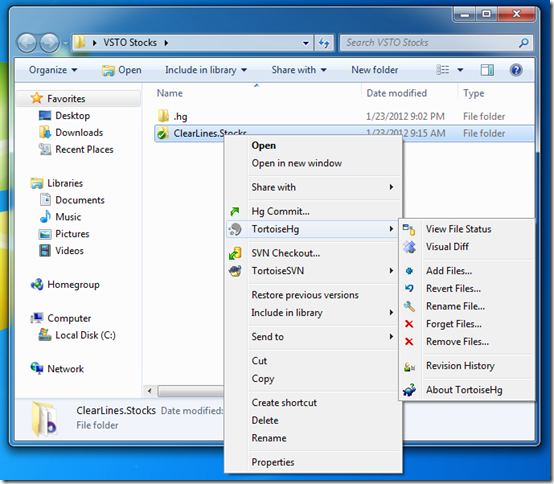 VSTO Stocks
Search VSTO Stocks
Organize
Open
Include in library
Share with
New folder
Name
Date modified
Type
Favorites
Desktop
Downloads
Recent Places
Libraries
Documents
Music
Pictures
Videos
Homegroup
Computer
Local Disk (C:)
Network
.hg
1/23/2012 9:02 PM
File folder
ClearLines.Stocks
1/23/2012 9:15 AM
File folder
Open
Open in new window
Share with
Hg Commit...
TortoiseHg
SVN Checkout...
TortoiseSVN
Restore previous versions
Include in library
Send to
Cut
Copy
Create shortcut
Delete
Rename
Properties
View File Status
Visual Diff
Add Files...
Revert Files...
Rename File...
Forget Files...
Remove Files...
Revision History
About TortoiseHg
ClearLines.Stocks
Date modified:
File folder